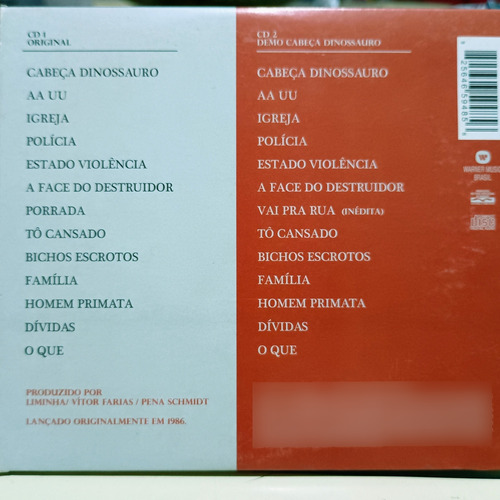 CD 1
ORIGINAL
CABEÇA DINOSSAURO
AA UU
IGREJA
POLÍCIA
ESTADO VIOLÊNCIA
A FACE DO DESTRUIDOR
PORRADA
TÔ CANSADO
BICHOS ESCROTOS
FAMÍLIA
HOMEM PRIMATA
DÍVIDAS
O QUE
PRODUZIDO POR
LIMINHA/ VÍTOR FARIAS / PENA SCHMIDT
LANÇADO ORIGINALMENTE EM 1986.
CD 2
DEMO CABEÇA DINOSSAURO
CABEÇA DINOSSAURO
AA UU
IGREJA
POLÍCIA
ESTADO VIOLÊNCIA
A FACE DO DESTRUIDOR
VAI PRA RUA (INÉDITA)
TÔ CANSADO
BICHOS ESCROTOS
FAMÍLIA
HOMEM PRIMATA
DÍVIDAS
O QUE
WARNER MUSIC
BRASIL